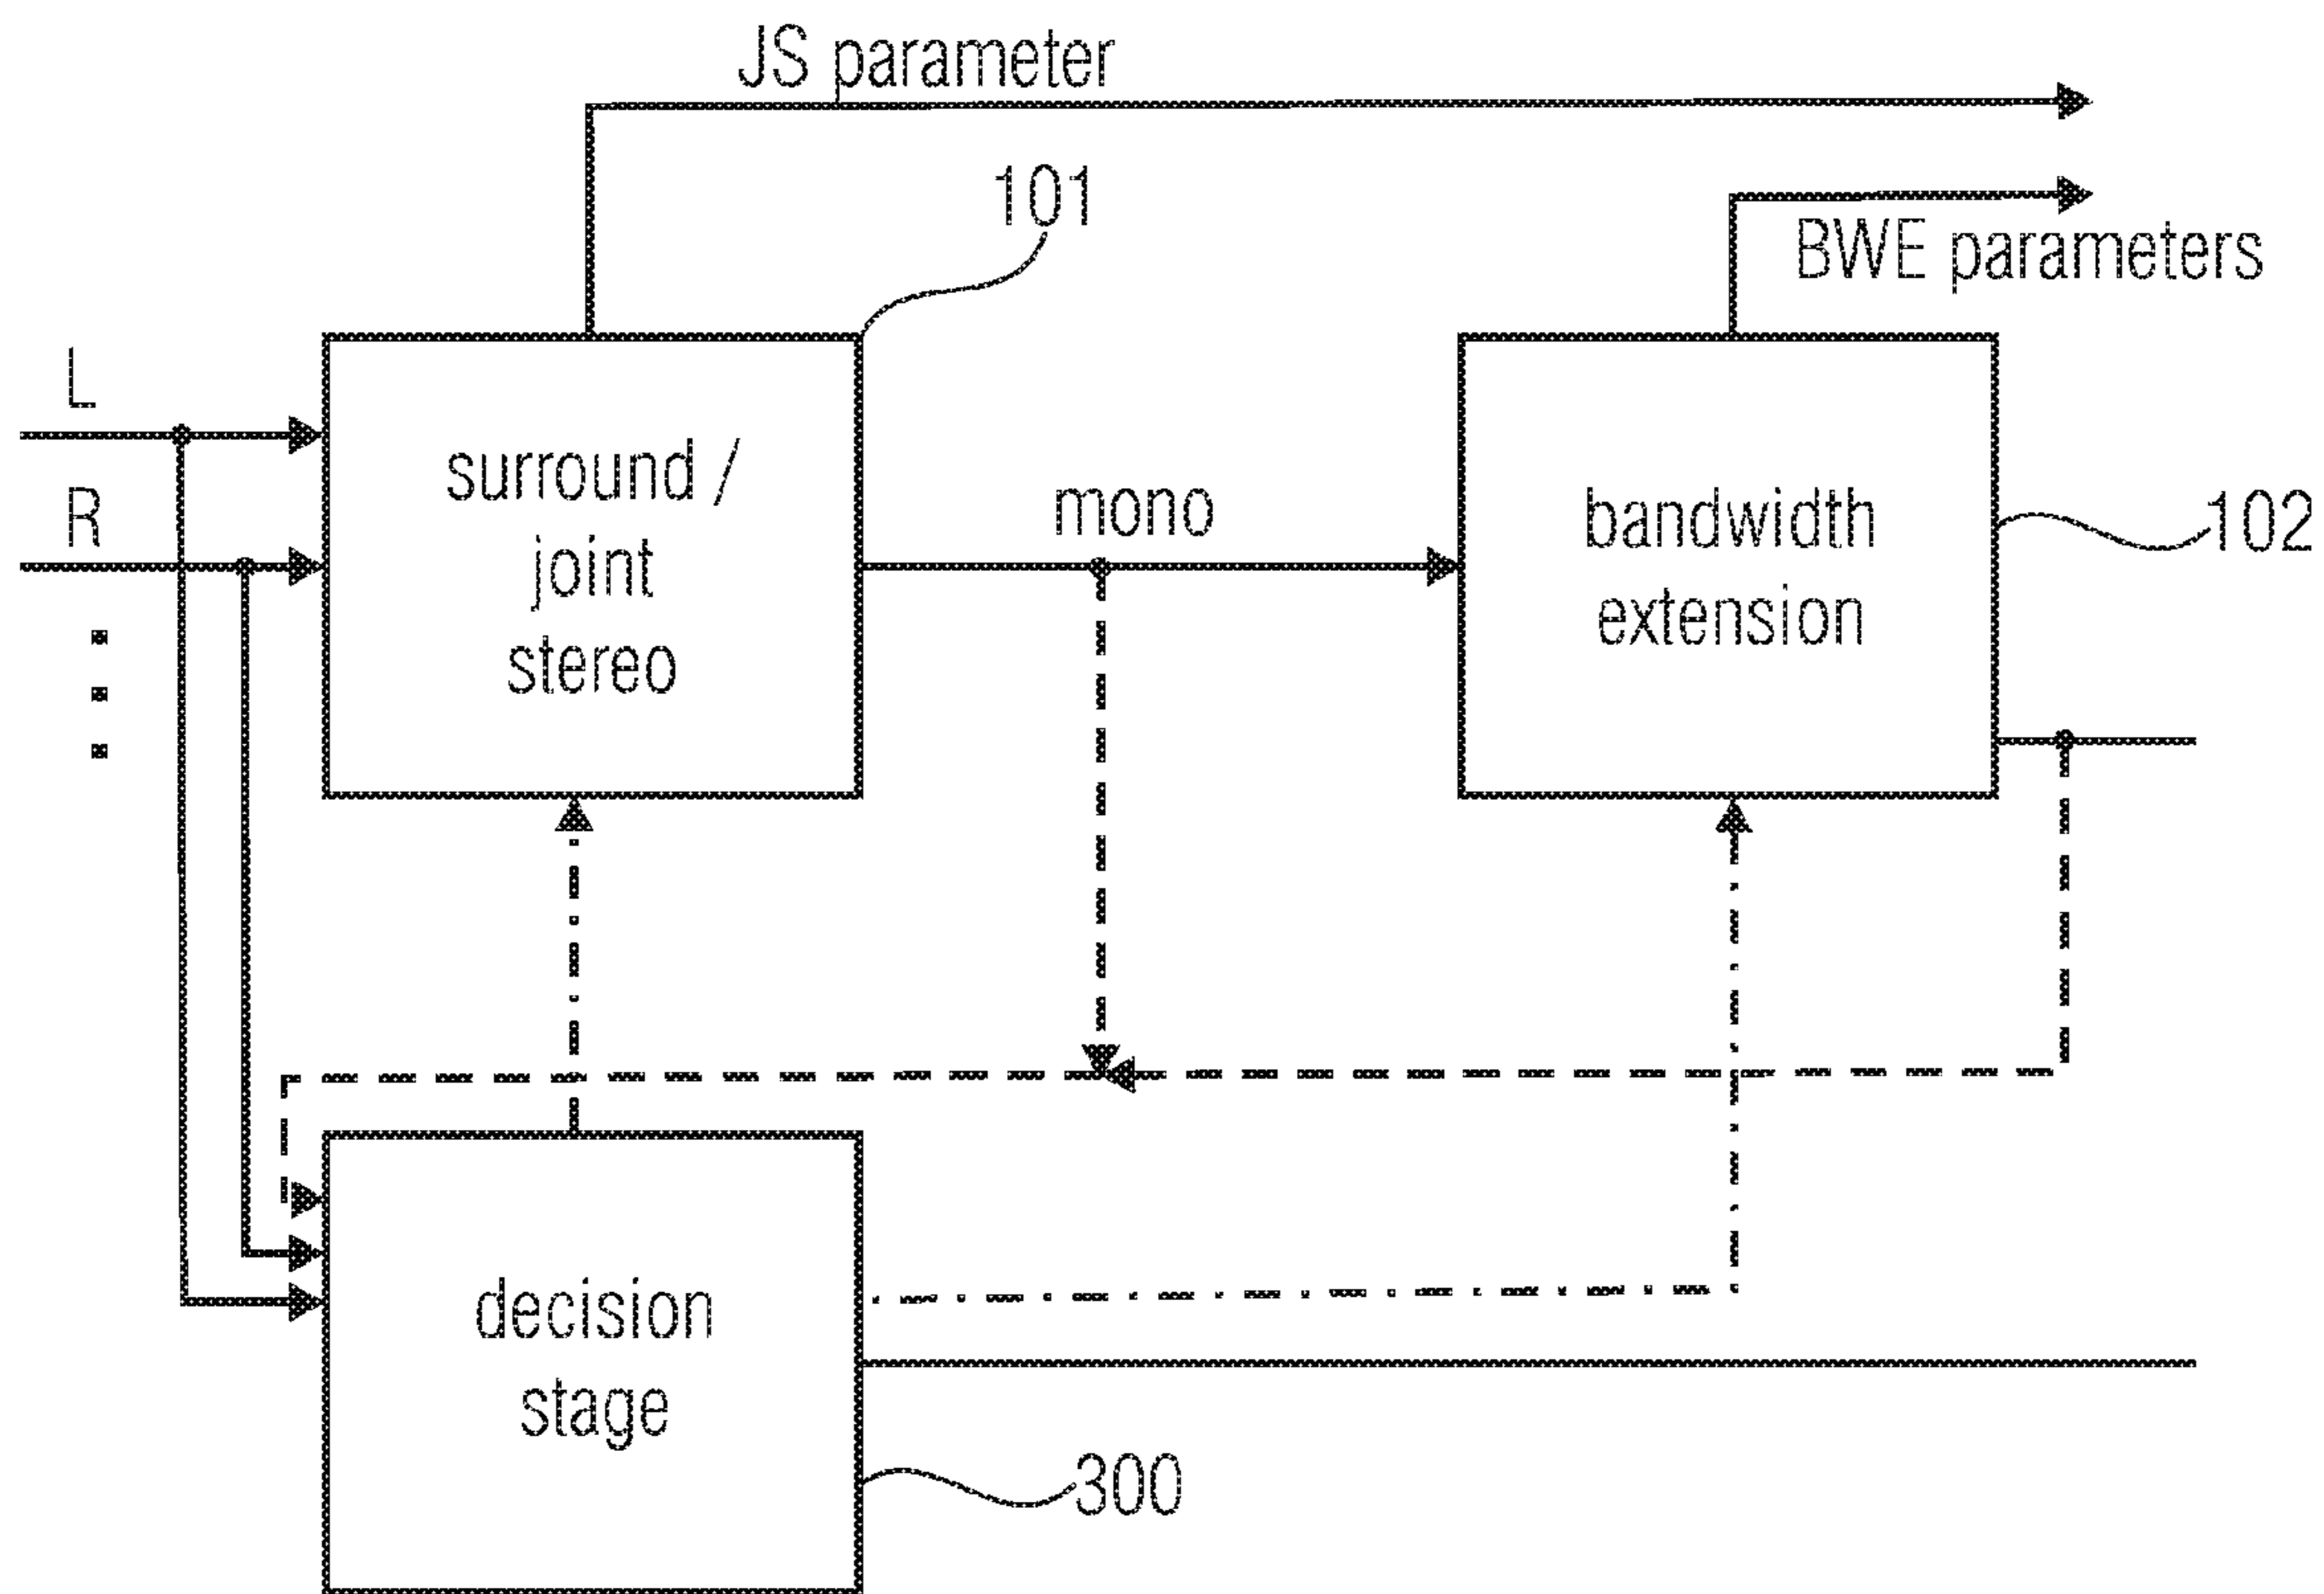 JS parameter
101
BWE parameters
L
R
surround /
joint
stereo
mono
bandwidth
extension
102
decision
stage
300